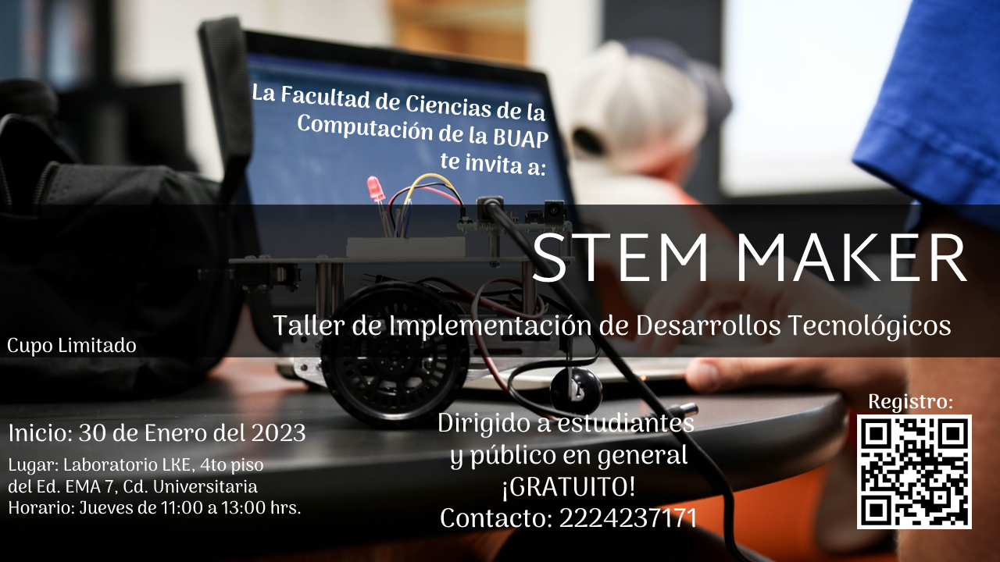 La Facultad de Ciencias de la
Computación de la BUAP
te invita a:
STEM MAKER
Taller de Implementación de Desarrollos Tecnológicos
Cupo Limitado
Inicio: 30 de Enero del 2023
Lugar: Laboratorio LKE, 4to piso
del Ed. EMA 7, Cd. Universitaria
Horario: Jueves de 11:00 a 13:00 hrs.
Dirigido a estudiantes
y público en general
¡GRATUITO!
Contacto: 2224237171
Registro: